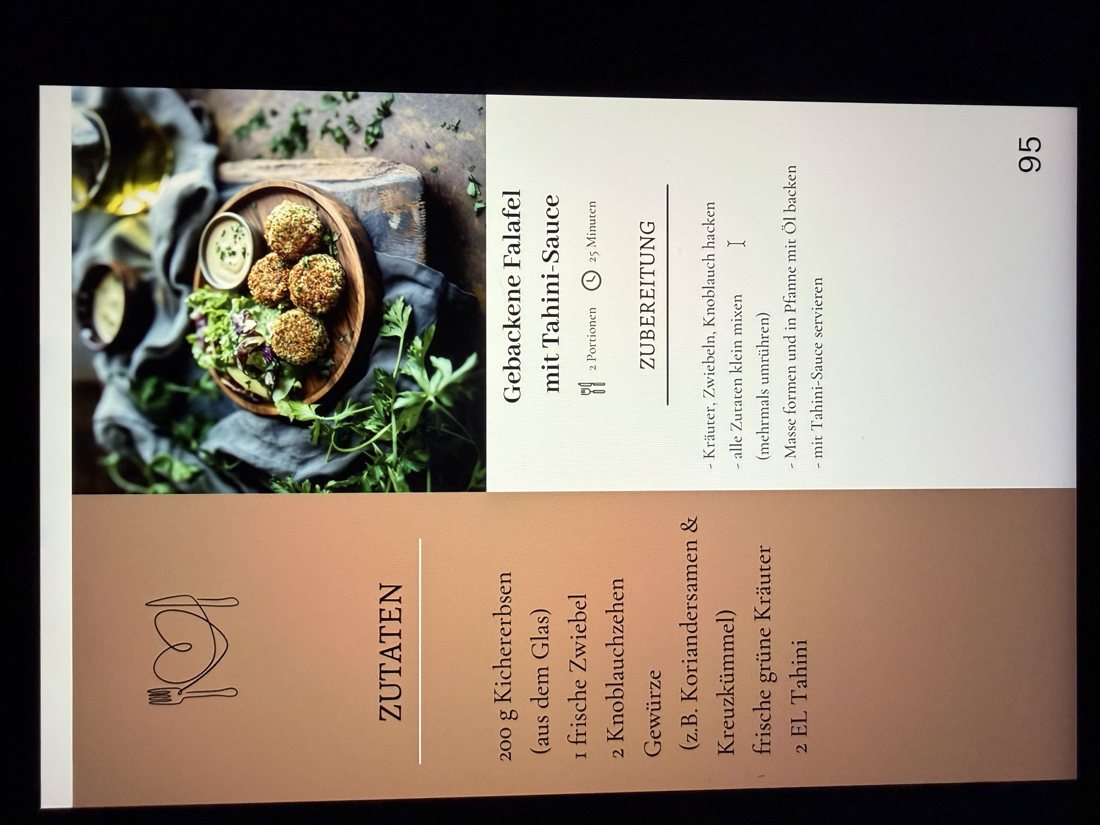 ZUTATEN
200 g Kichererbsen
(aus dem Glas)
1 frische Zwiebel
2 Knoblauchzehen
Gewürze
(z.B. Koriandersamen &
Kreuzkümmel)
frische grüne Kräuter
2 EL Tahini
Gebackene Falafel
mit Tahini-Sauce
2 Portionen 25 Minuten
ZUBEREITUNG
- Kräuter, Zwiebeln, Knoblauch hacken
- alle Zutaten klein mixen
(mehrmals umrühren)
- Masse formen und in Pfanne mit Öl backen
- mit Tahini-Sauce servieren
95